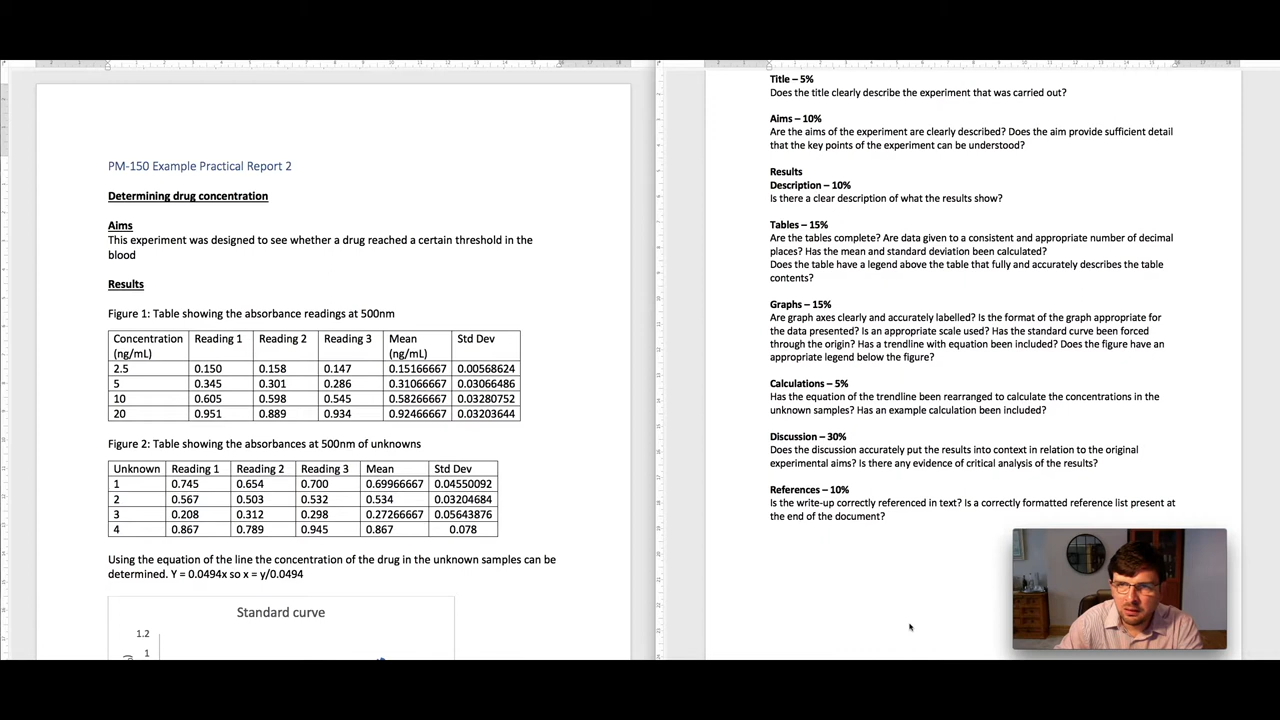 PM-150 Example Practical Report 2
Determining drug concentration
Aims
This experiment was designed to see whether a drug reached a certain threshold in the
blood
Results
Figure 1: Table showing the absorbance readings at 500nm
Concentration (ng/mL) Reading 1 Reading 2 Reading 3 Mean (ng/mL) Std Dev
2.5 0.150 0.158 0.147 0.15166667 0.00568624
5 0.345 0.301 0.286 0.31066667 0.03066486
10 0.605 0.598 0.545 0.58266667 0.03280752
20 0.951 0.889 0.934 0.92466667 0.03203644
Figure 2: Table showing the absorbances at 500nm of unknowns
Unknown Reading 1 Reading 2 Reading 3 Mean Std Dev
1 0.745 0.654 0.700 0.69966667 0.04550092
2 0.567 0.503 0.532 0.534 0.03204684
3 0.208 0.312 0.298 0.27266667 0.05643876
4 0.867 0.789 0.945 0.867 0.078
Using the equation of the line the concentration of the drug in the unknown samples can be
determined. Y = 0.0494x so x = y/0.0494
Standard curve
1.2
1
Title – 5%
Does the title clearly describe the experiment that was carried out?
Aims – 10%
Are the aims of the experiment are clearly described? Does the aim provide sufficient detail
that the key points of the experiment can be understood?
Results
Description – 10%
Is there a clear description of what the results show?
Tables – 15%
Are the tables complete? Are data given to a consistent and appropriate number of decimal
places? Has the mean and standard deviation been calculated?
Does the table have a legend above the table that fully and accurately describes the table
contents?
Graphs – 15%
Are graph axes clearly and accurately labelled? Is the format of the graph appropriate for
the data presented? Is an appropriate scale used? Has the standard curve been forced
through the origin? Has a trendline with equation been included? Does the figure have an
appropriate legend below the figure?
Calculations – 5%
Has the equation of the trendline been rearranged to calculate the concentrations in the
unknown samples? Has an example calculation been included?
Discussion – 30%
Does the discussion accurately put the results into context in relation to the original
experimental aims? Is there any evidence of critical analysis of the results?
References – 10%
Is the write-up correctly referenced in text? Is a correctly formatted reference list present at
the end of the document?